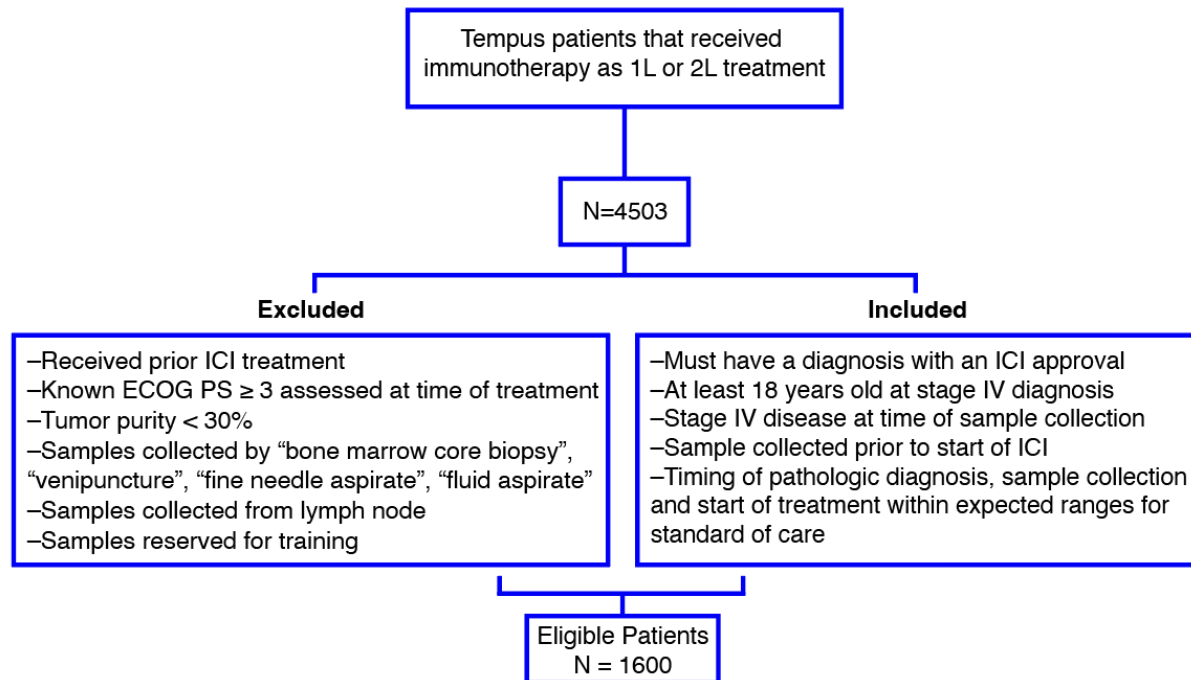 Tempus patients that received
immunotherapy as 1L or 2L treatment
N=4503
Excluded
–Received prior ICI treatment
–Known ECOG PS ≥ 3 assessed at time of treatment
–Tumor purity < 30%
–Samples collected by “bone marrow core biopsy”,
“venipuncture”, “fine needle aspirate”, “fluid aspirate”
–Samples collected from lymph node
–Samples reserved for training
Included
–Must have a diagnosis with an ICI approval
–At least 18 years old at stage IV diagnosis
–Stage IV disease at time of sample collection
–Sample collected prior to start of ICI
–Timing of pathologic diagnosis, sample collection
and start of treatment within expected ranges for
standard of care
Eligible Patients
N = 1600